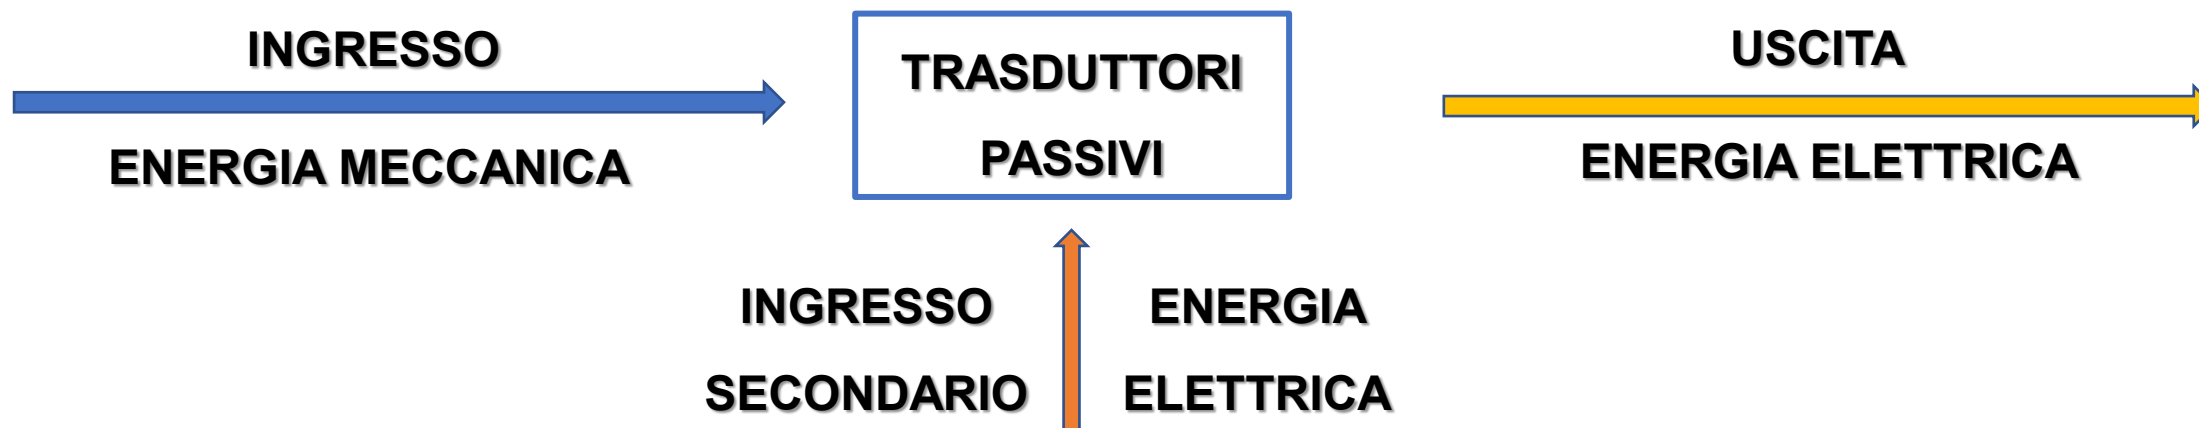 INGRESSO
ENERGIA MECCANICA
TRASDUTTORI
PASSIVI
USCITA
ENERGIA ELETTRICA
INGRESSO
SECONDARIO
ENERGIA
ELETTRICA